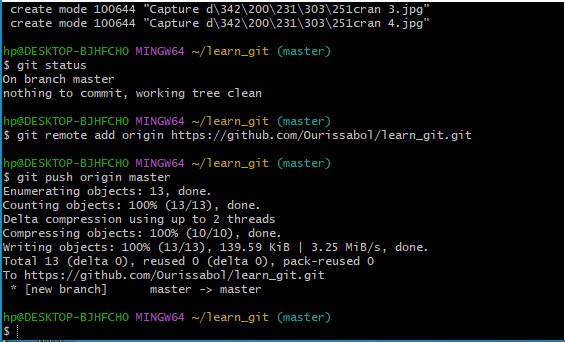 create mode 100644 "Capture d\342\200\231\303\251cran 3.jpg"
create mode 100644 "Capture d\342\200\231\303\251cran 4.jpg"
hp@DESKTOP-BJHFCHO MINGW64 ~/learn_git (master)
$ git status
On branch master
nothing to commit, working tree clean
hp@DESKTOP-BJHFCHO MINGW64 ~/learn_git (master)
$ git remote add origin https://github.com/Ourissabol/learn_git.git
hp@DESKTOP-BJHFCHO MINGW64 ~/learn_git (master)
$ git push origin master
Enumerating objects: 13, done.
Counting objects: 100% (13/13), done.
Delta compression using up to 2 threads
Compressing objects: 100% (10/10), done.
Writing objects: 100% (13/13), 139.59 KiB | 3.25 MiB/s, done.
Total 13 (delta 0), reused 0 (delta 0), pack-reused 0
To https://github.com/Ourissabol/learn_git.git
 * [new branch]      master -> master
hp@DESKTOP-BJHFCHO MINGW64 ~/learn_git (master)
$